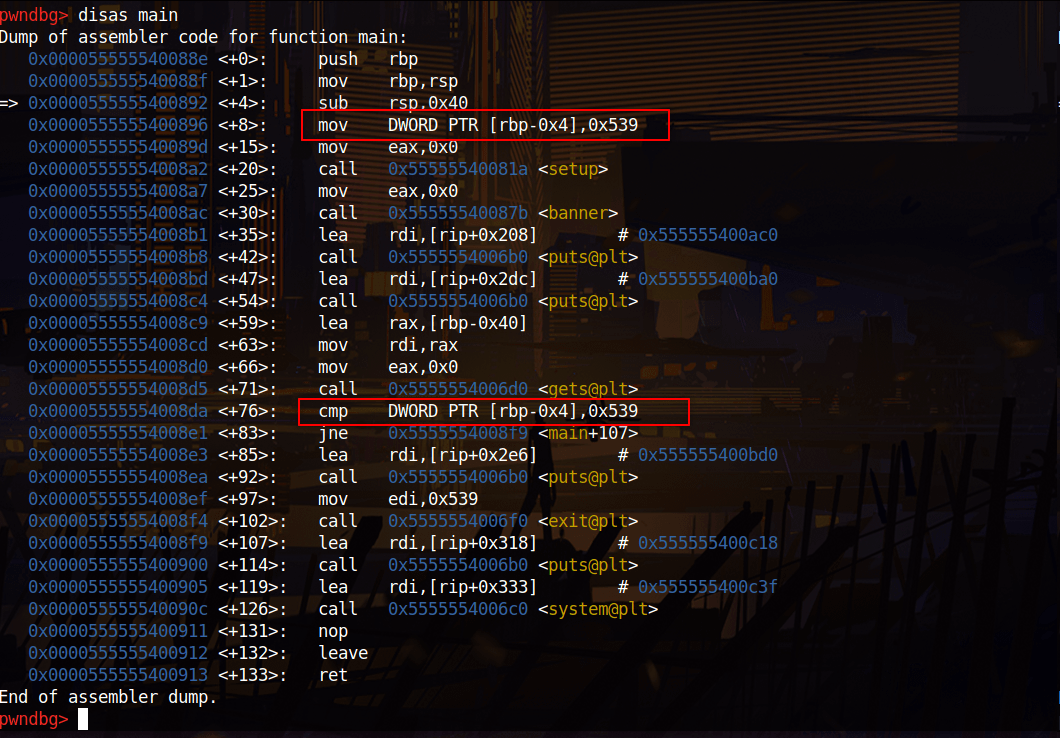 pwndbg> disas main
Dump of assembler code for function main:
0x000055555540088e <+0>: push rbp
0x000055555540088f <+1>: mov rbp,rsp
=> 0x0000555555400892 <+4>: sub rsp,0x40
0x0000555555400896 <+8>: mov DWORD PTR [rbp-0x4],0x539
0x000055555540089d <+15>: mov eax,0x0
0x00005555554008a2 <+20>: call 0x55555540081a <setup>
0x00005555554008a7 <+25>: mov eax,0x0
0x00005555554008ac <+30>: call 0x55555540087b <banner>
0x00005555554008b1 <+35>: lea rdi,[rip+0x208] # 0x555555400ac0
0x00005555554008b8 <+42>: call 0x5555554006b0 <puts@plt>
0x00005555554008bd <+47>: lea rdi,[rip+0x2dc] # 0x555555400ba0
0x00005555554008c4 <+54>: call 0x5555554006b0 <puts@plt>
0x00005555554008c9 <+59>: lea rax,[rbp-0x40]
0x00005555554008cd <+63>: mov rdi,rax
0x00005555554008d0 <+66>: mov eax,0x0
0x00005555554008d5 <+71>: call 0x5555554006d0 <gets@plt>
0x00005555554008da <+76>: cmp DWORD PTR [rbp-0x4],0x539
0x00005555554008e1 <+83>: jne 0x5555554008f9 <main+107>
0x00005555554008e3 <+85>: lea rdi,[rip+0x2e6] # 0x555555400bd0
0x00005555554008ea <+92>: call 0x5555554006b0 <puts@plt>
0x00005555554008ef <+97>: mov edi,0x539
0x00005555554008f4 <+102>: call 0x5555554006f0 <exit@plt>
0x00005555554008f9 <+107>: lea rdi,[rip+0x318] # 0x555555400c18
0x0000555555400900 <+114>: call 0x5555554006b0 <puts@plt>
0x0000555555400905 <+119>: lea rdi,[rip+0x333] # 0x555555400c3f
0x000055555540090c <+126>: call 0x5555554006c0 <system@plt>
0x0000555555400911 <+131>: nop
0x0000555555400912 <+132>: leave
0x0000555555400913 <+133>: ret
End of assembler dump.
pwndbg>